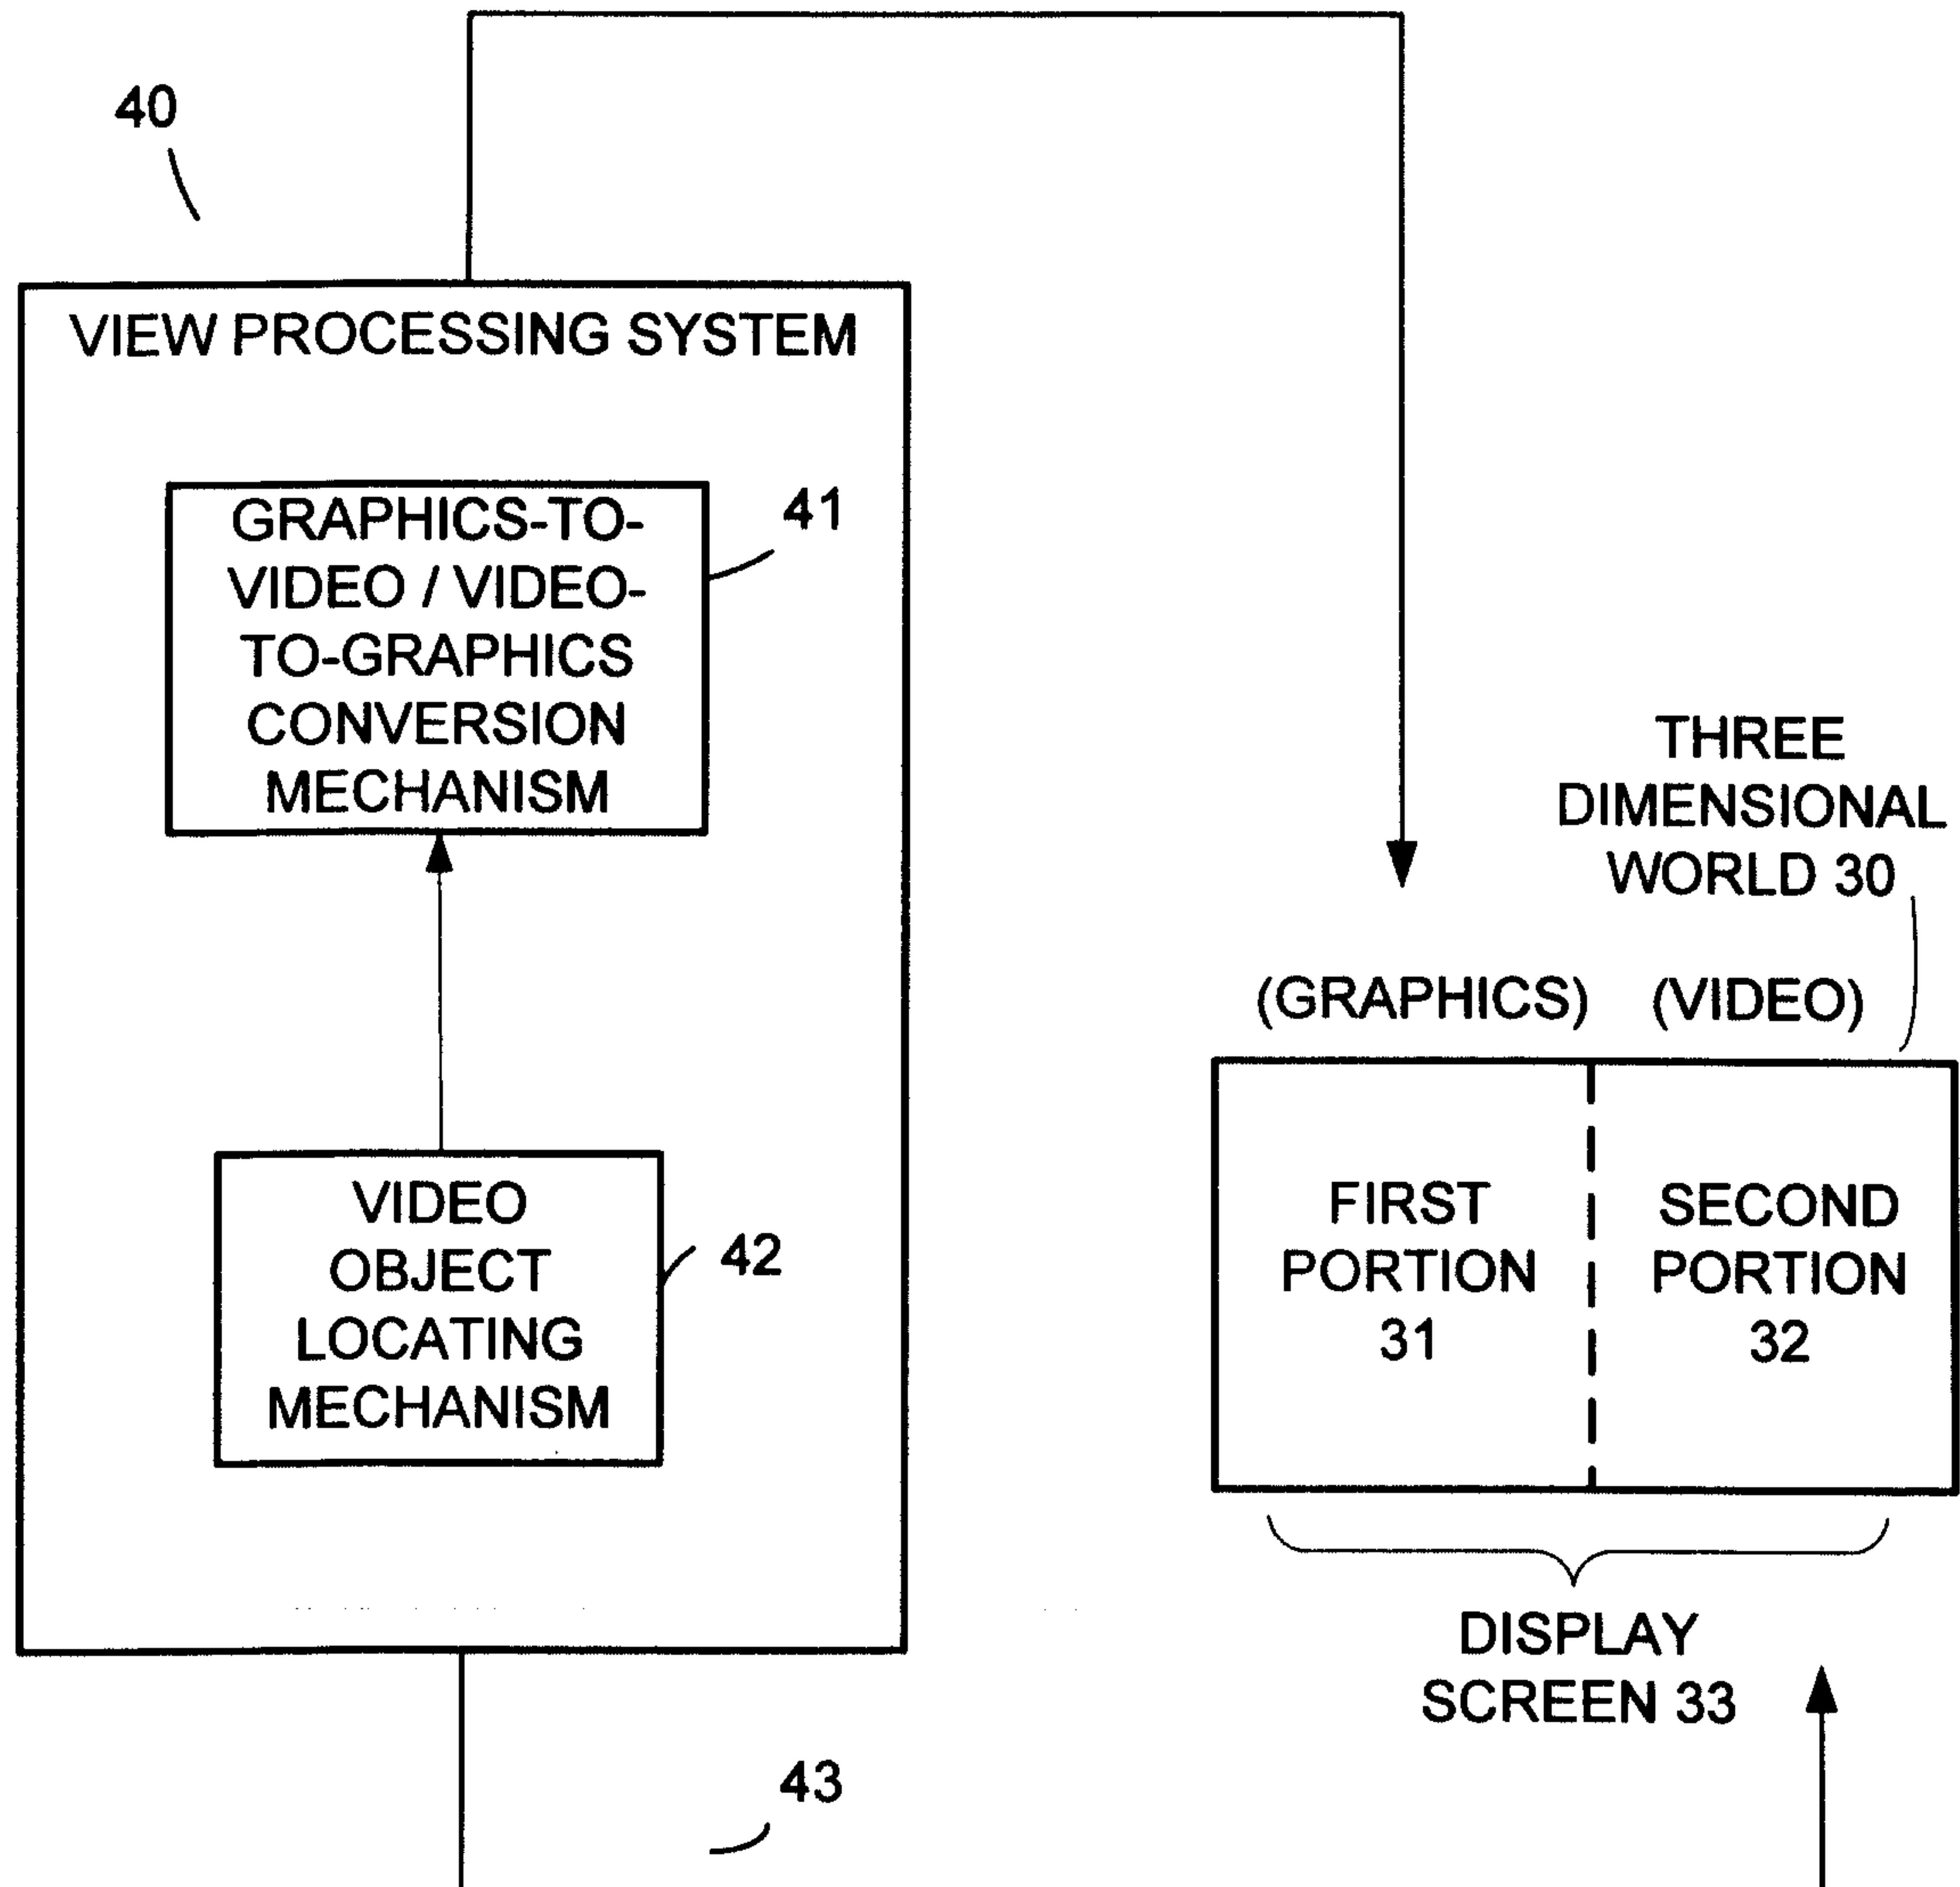 40
VIEW PROCESSING SYSTEM
GRAPHICS-TO-
VIDEO / VIDEO-
TO-GRAPHICS
CONVERSION
MECHANISM
41
VIDEO
OBJECT
LOCATING
MECHANISM
42
43
THREE
DIMENSIONAL
WORLD 30
(GRAPHICS) (VIDEO)
FIRST
PORTION
31
SECOND
PORTION
32
DISPLAY
SCREEN 33